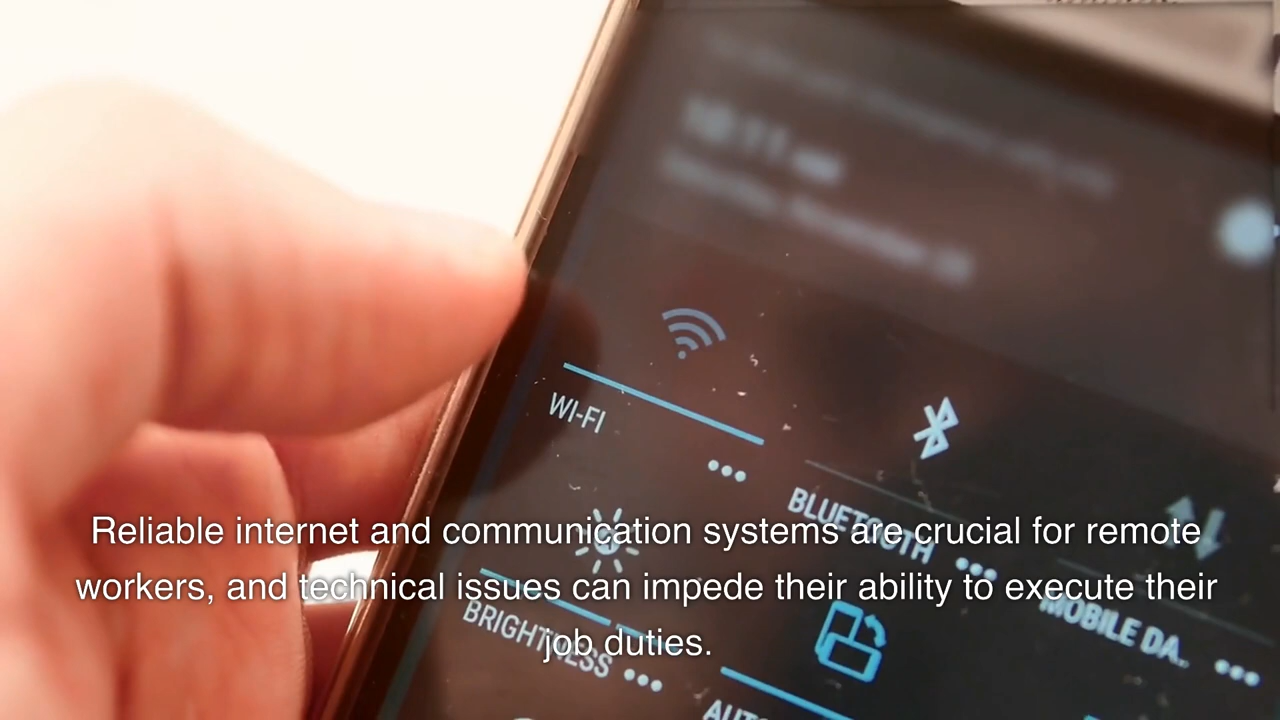 WI-FI
BLUETOOTH
Reliable internet and communication systems are crucial for remote
workers, and technical issues can impede their ability to execute their
MOBILE DA..
BRIGHTNESS
job duties.